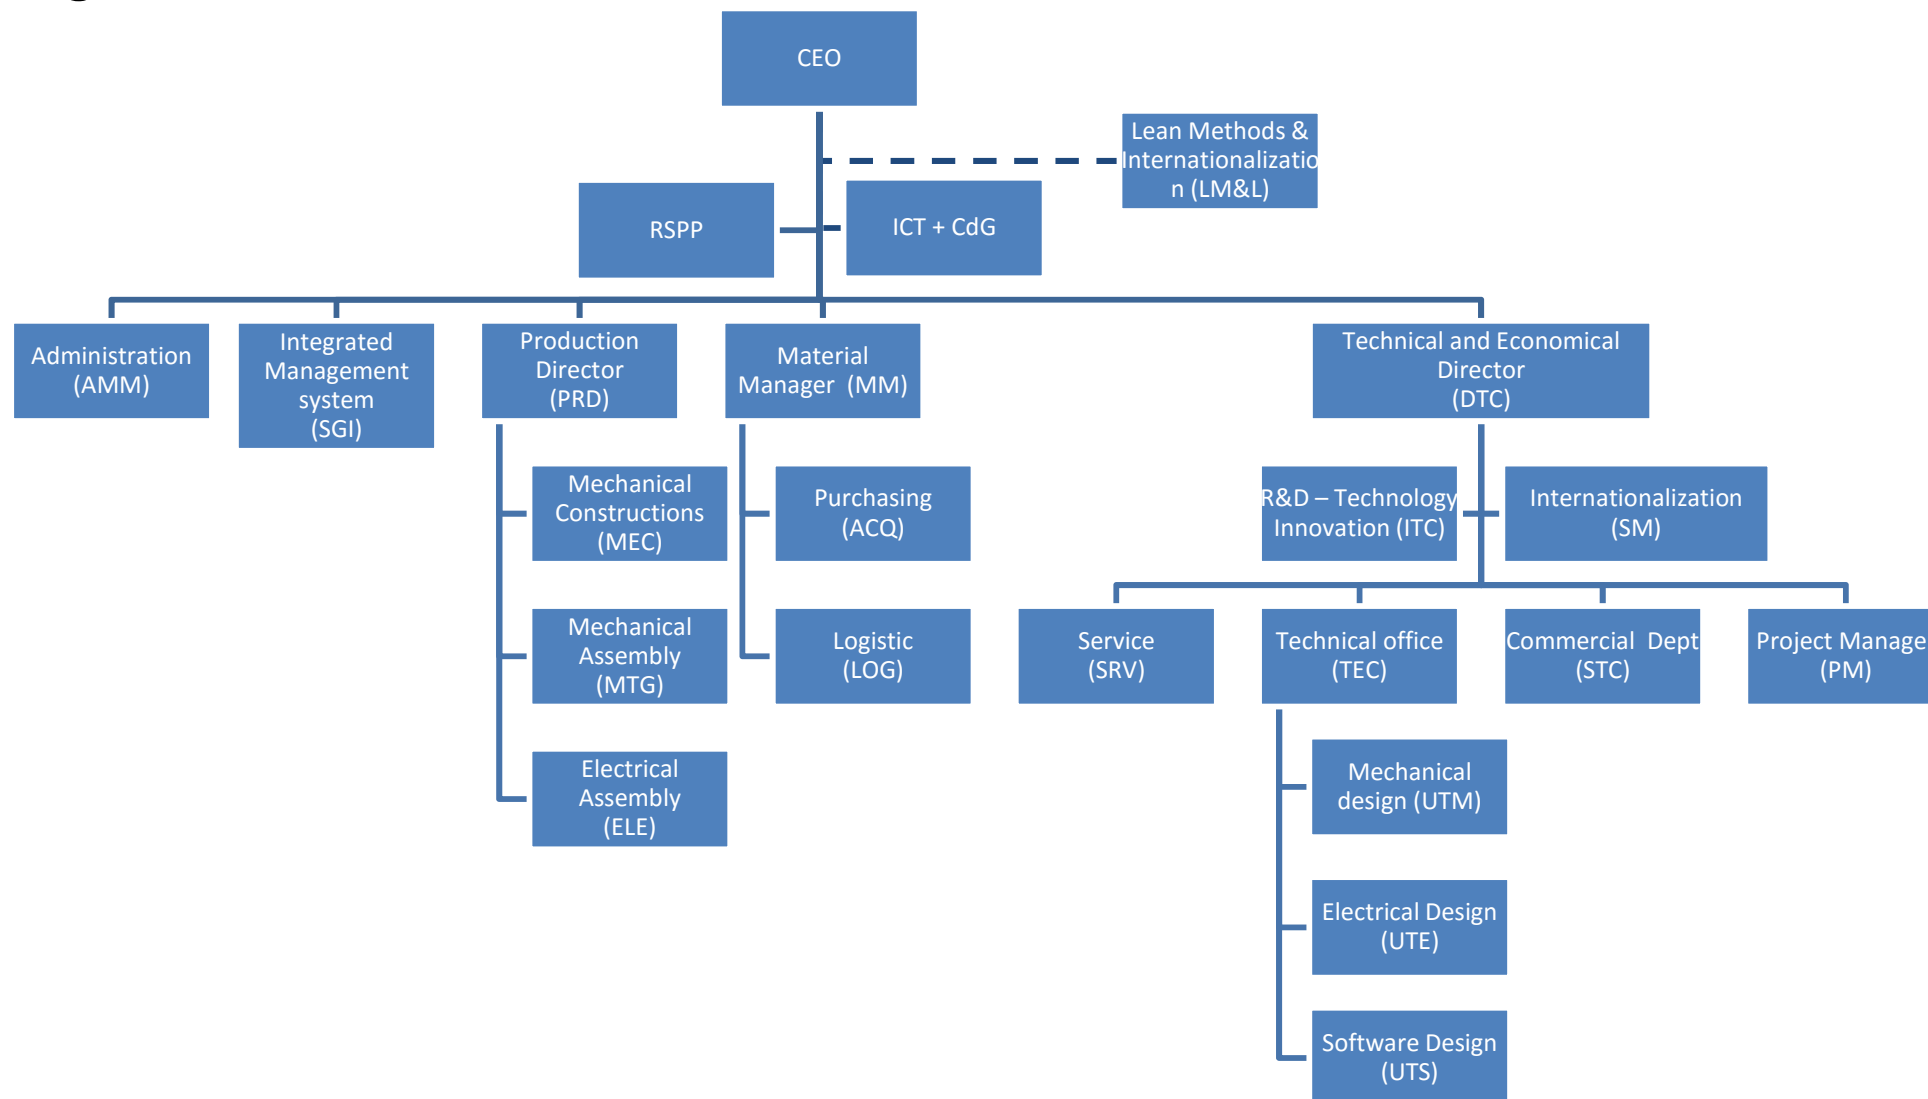 CEO
Lean Methods &
Internationalizatio
n (LM&L)
RSPP
ICT + CdG
Administration
(AMM)
Integrated
Management
system
(SGI)
Production
Director
(PRD)
Material
Manager (MM)
Technical and Economical
Director
(DTC)
Mechanical
Constructions
(MEC)
Purchasing
(ACQ)
R&D – Technology
Innovation (ITC)
Internationalization
(SM)
Mechanical
Assembly
(MTG)
Logistic
(LOG)
Service
(SRV)
Technical office
(TEC)
Commercial Dept
(STC)
Project Manage
(PM)
Electrical
Assembly
(ELE)
Mechanical
design (UTM)
Electrical Design
(UTE)
Software Design
(UTS)